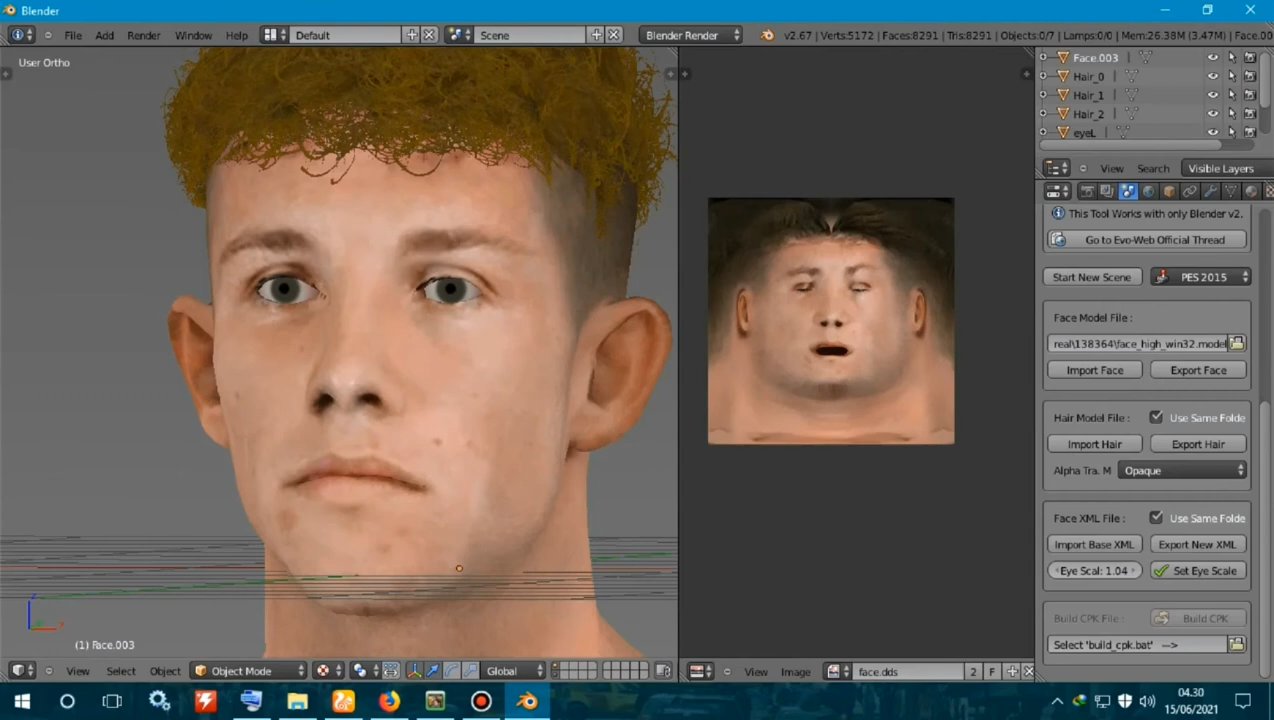 Blender
File Add Render Window Help Default Scene Blender Render v2.67 | Verts:5172 | Faces:8291 | Tris:8291 | Objects:0/7 | Lamps:0/0 | Mem:26.38M (3.47M) | Face.00
User Ortho
Face.003
Hair_0
Hair_1
Hair_2
eyeL
View Search Visible Layers
This Tool Works with only Blender v2.
Go to Evo-Web Official Thread
Start New Scene PES 2015
Face Model File :
real\138364\face_high_win32.model
Import Face Export Face
Hair Model File : Use Same Folde
Import Hair Export Hair
Alpha Tra. M Opaque
Face XML File : Use Same Folde
Import Base XML Export New XML
Eye Scal: 1.04 Set Eye Scale
Build CPK File : Build CPK
Select 'build_cpk.bat' -->
(1) Face.003
View Select Object Object Mode Global
View Image face.dds 2 F
04.30
15/06/2021